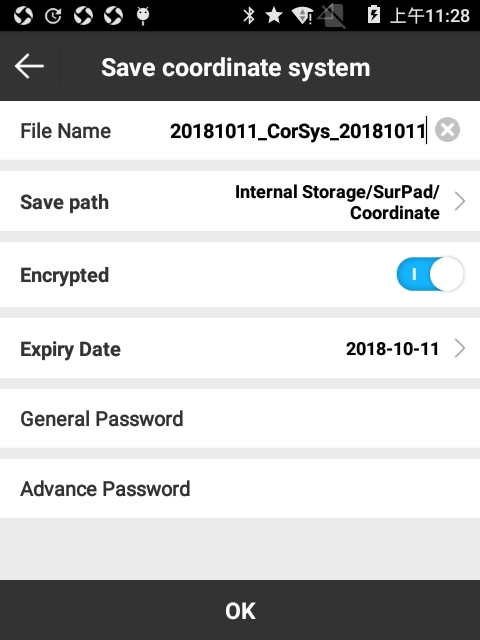 上午11:28
Save coordinate system
File Name 20181011_CorSys_20181011
Save path Internal Storage/SurPad/
Coordinate
Encrypted
Expiry Date 2018-10-11
General Password
Advance Password
OK